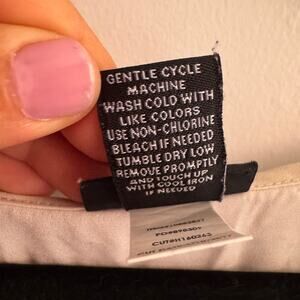 GENTLE CYCLE
MACHINE
WASH COLD WITH
LIKE COLORS
USE NON-CHLORINE
BLEACH IF NEEDED
TUMBLE DRY LOW
REMOVE PROMPTLY
AND TOUCH UP
WITH COOL IRON
IF NEEDED